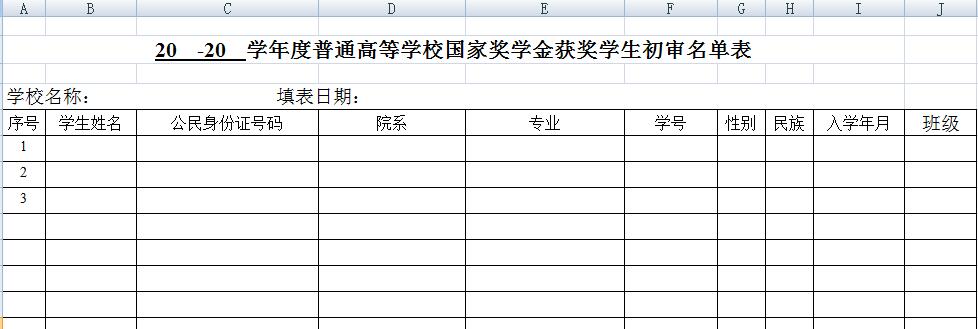 A B C D E F G H I J
20  -20  学年度普通高等学校国家奖学金获奖学生初审名单表
学校名称： 填表日期：
序号 学生姓名 公民身份证号码 院系 专业 学号 性别 民族 入学年月 班级
1
2
3